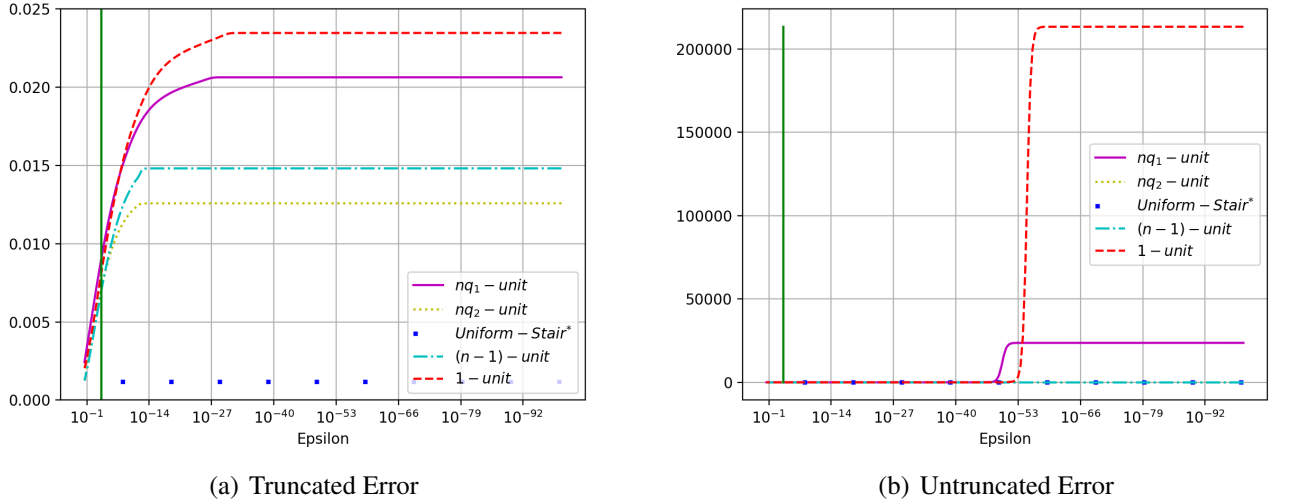 0.025
0.020
0.015
0.010
0.005
0.000
10^{-1}
10^{-14}
10^{-27}
10^{-40}
10^{-53}
10^{-66}
10^{-79}
10^{-92}
Epsilon
nq_1 − unit
nq_2 − unit
Uniform − Stair*
(n − 1) − unit
1 − unit
(a) Truncated Error
200000
150000
100000
50000
0
10^{-1}
10^{-14}
10^{-27}
10^{-40}
10^{-53}
10^{-66}
10^{-79}
10^{-92}
Epsilon
nq_1 − unit
nq_2 − unit
Uniform − Stair*
(n − 1) − unit
1 − unit
(b) Untruncated Error